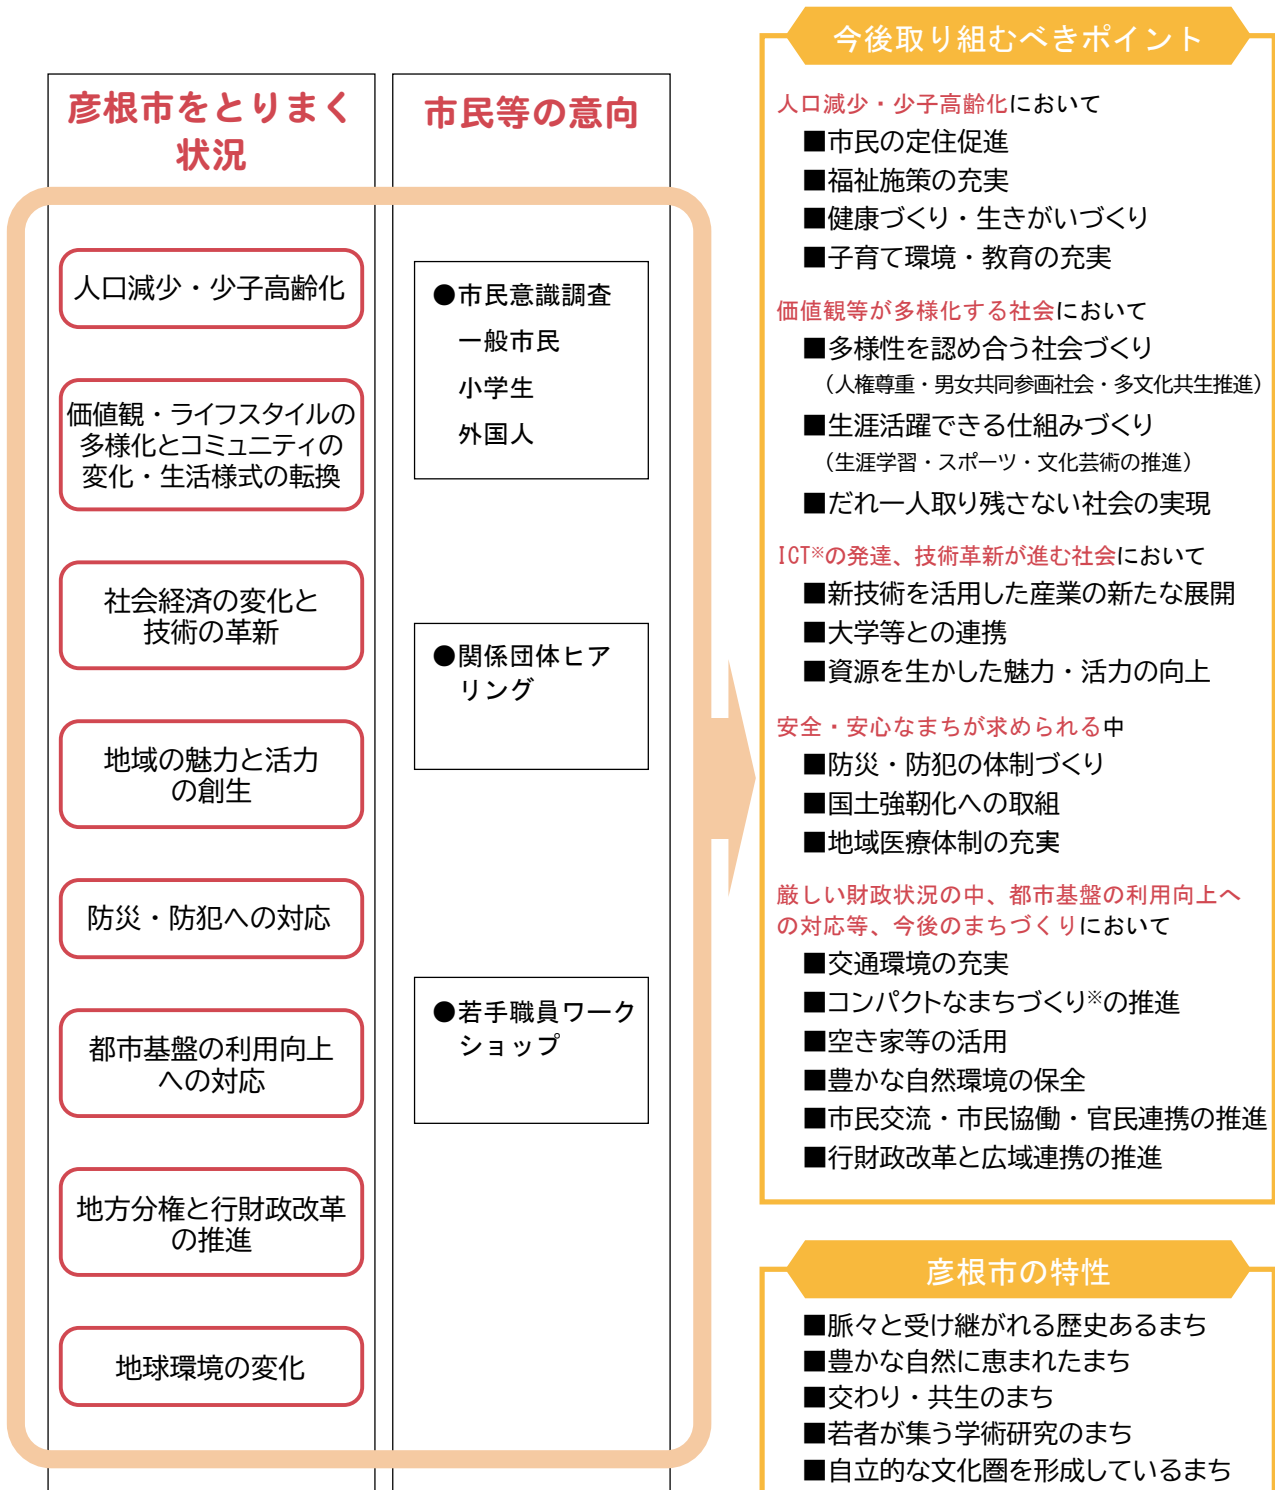 彦根市をとりまく
状況
人口減少・少子高齢化
価値観・ライフスタイルの
多様化とコミュニティの
変化・生活様式の転換
社会経済の変化と
技術の革新
地域の魅力と活力
の創生
防災・防犯への対応
都市基盤の利用向上
への対応
地方分権と行財政改革
の推進
地球環境の変化
市民等の意向
●市民意識調査
一般市民
小学生
外国人
●関係団体ヒア
リング
●若手職員ワーク
ショップ
今後取り組むべきポイント
人口減少・少子高齢化において
■市民の定住促進
■福祉施策の充実
■健康づくり・生きがいづくり
■子育て環境・教育の充実
価値観等が多様化する社会において
■多様性を認め合う社会づくり
（人権尊重・男女共同参画社会・多文化共生推進）
■生涯活躍できる仕組みづくり
（生涯学習・スポーツ・文化芸術の推進）
■だれ一人取り残さない社会の実現
ICT※の発達、技術革新が進む社会において
■新技術を活用した産業の新たな展開
■大学等との連携
■資源を生かした魅力・活力の向上
安全・安心なまちが求められる中
■防災・防犯の体制づくり
■国土強靭化への取組
■地域医療体制の充実
厳しい財政状況の中、都市基盤の利用向上へ
の対応等、今後のまちづくりにおいて
■交通環境の充実
■コンパクトなまちづくり※の推進
■空き家等の活用
■豊かな自然環境の保全
■市民交流・市民協働・官民連携の推進
■行財政改革と広域連携の推進
彦根市の特性
■脈々と受け継がれる歴史あるまち
■豊かな自然に恵まれたまち
■交わり・共生のまち
■若者が集う学術研究のまち
■自立的な文化圏を形成しているまち